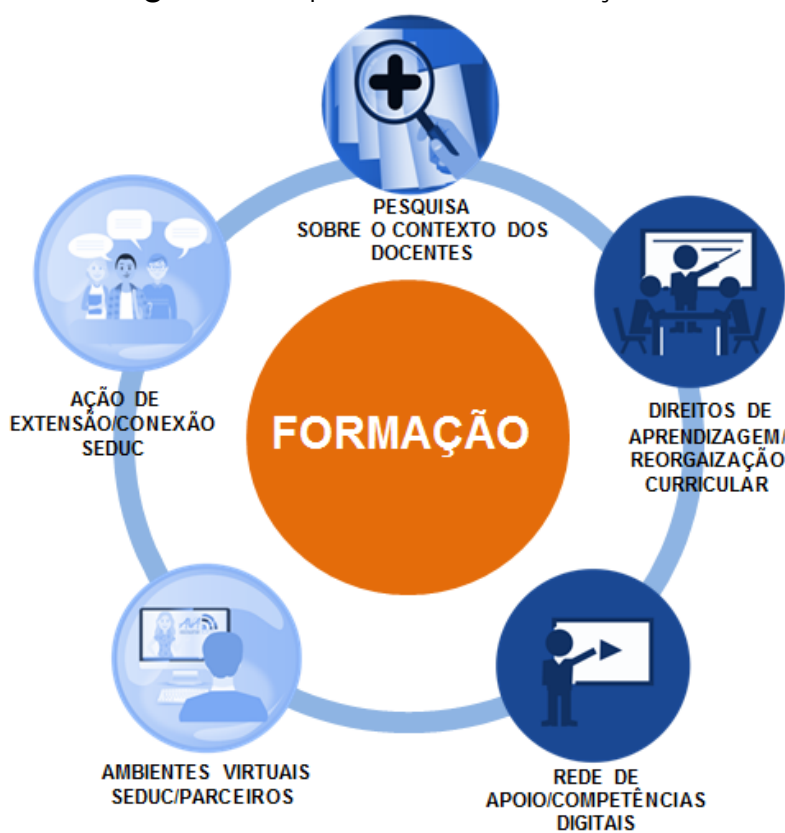 PESQUISA
SOBRE O CONTEXTO DOS
DOCENTES
DIREITOS DE
APRENDIZAGEM/
REORGAIZAÇÃO
CURRICULAR
AÇÃO DE
EXTENSÃO/CONEXÃO
SEDUC
FORMAÇÃO
AMBIENTES VIRTUAIS
SEDUC/PARCEIROS
REDE DE
APOIO/COMPETÊNCIAS
DIGITAIS